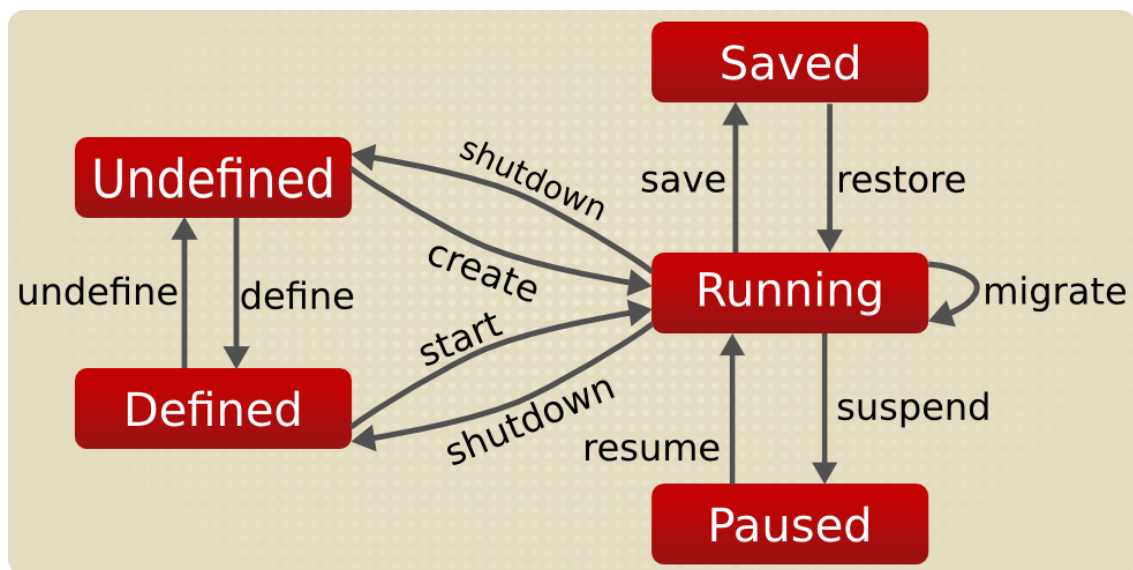 Saved
Undefined
shutdown
save
restore
create
undefine
define
Running
migrate
start
Defined
shutdown
suspend
resume
Paused